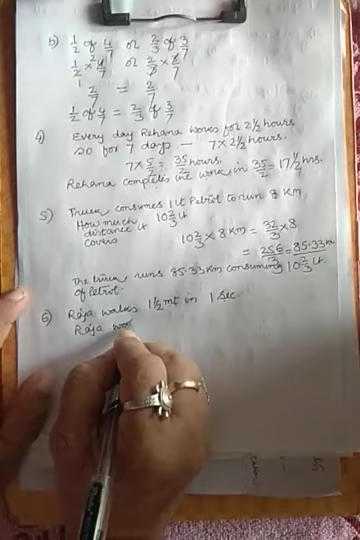 b) 1/2 of 4/7 or 2/3 of 3/7
1/2 × 4/7 or 2/3 × 3/7
2/7 = 2/7
1/2 of 4/7 = 2/3 of 3/7
4) Every day Rehana works for 2 1/2 hours.
so for 7 days — 7 × 2 1/2 hours.
7 × 5/2 = 35/2 hours.
Rehana completes the work in 35/2 = 17 1/2 hrs.
5) consumes 1 lt Petrol to run 8 KM
How much distance it covers 10 2/3 lt
10 2/3 × 8 KM = 32/3 × 8
= 256/3 = 85.33 KM
The runs 85.33 KM consuming 10 2/3 lt.
of Petrol.
6) Raja walks 1 1/2 mt in 1 Sec.
Raja